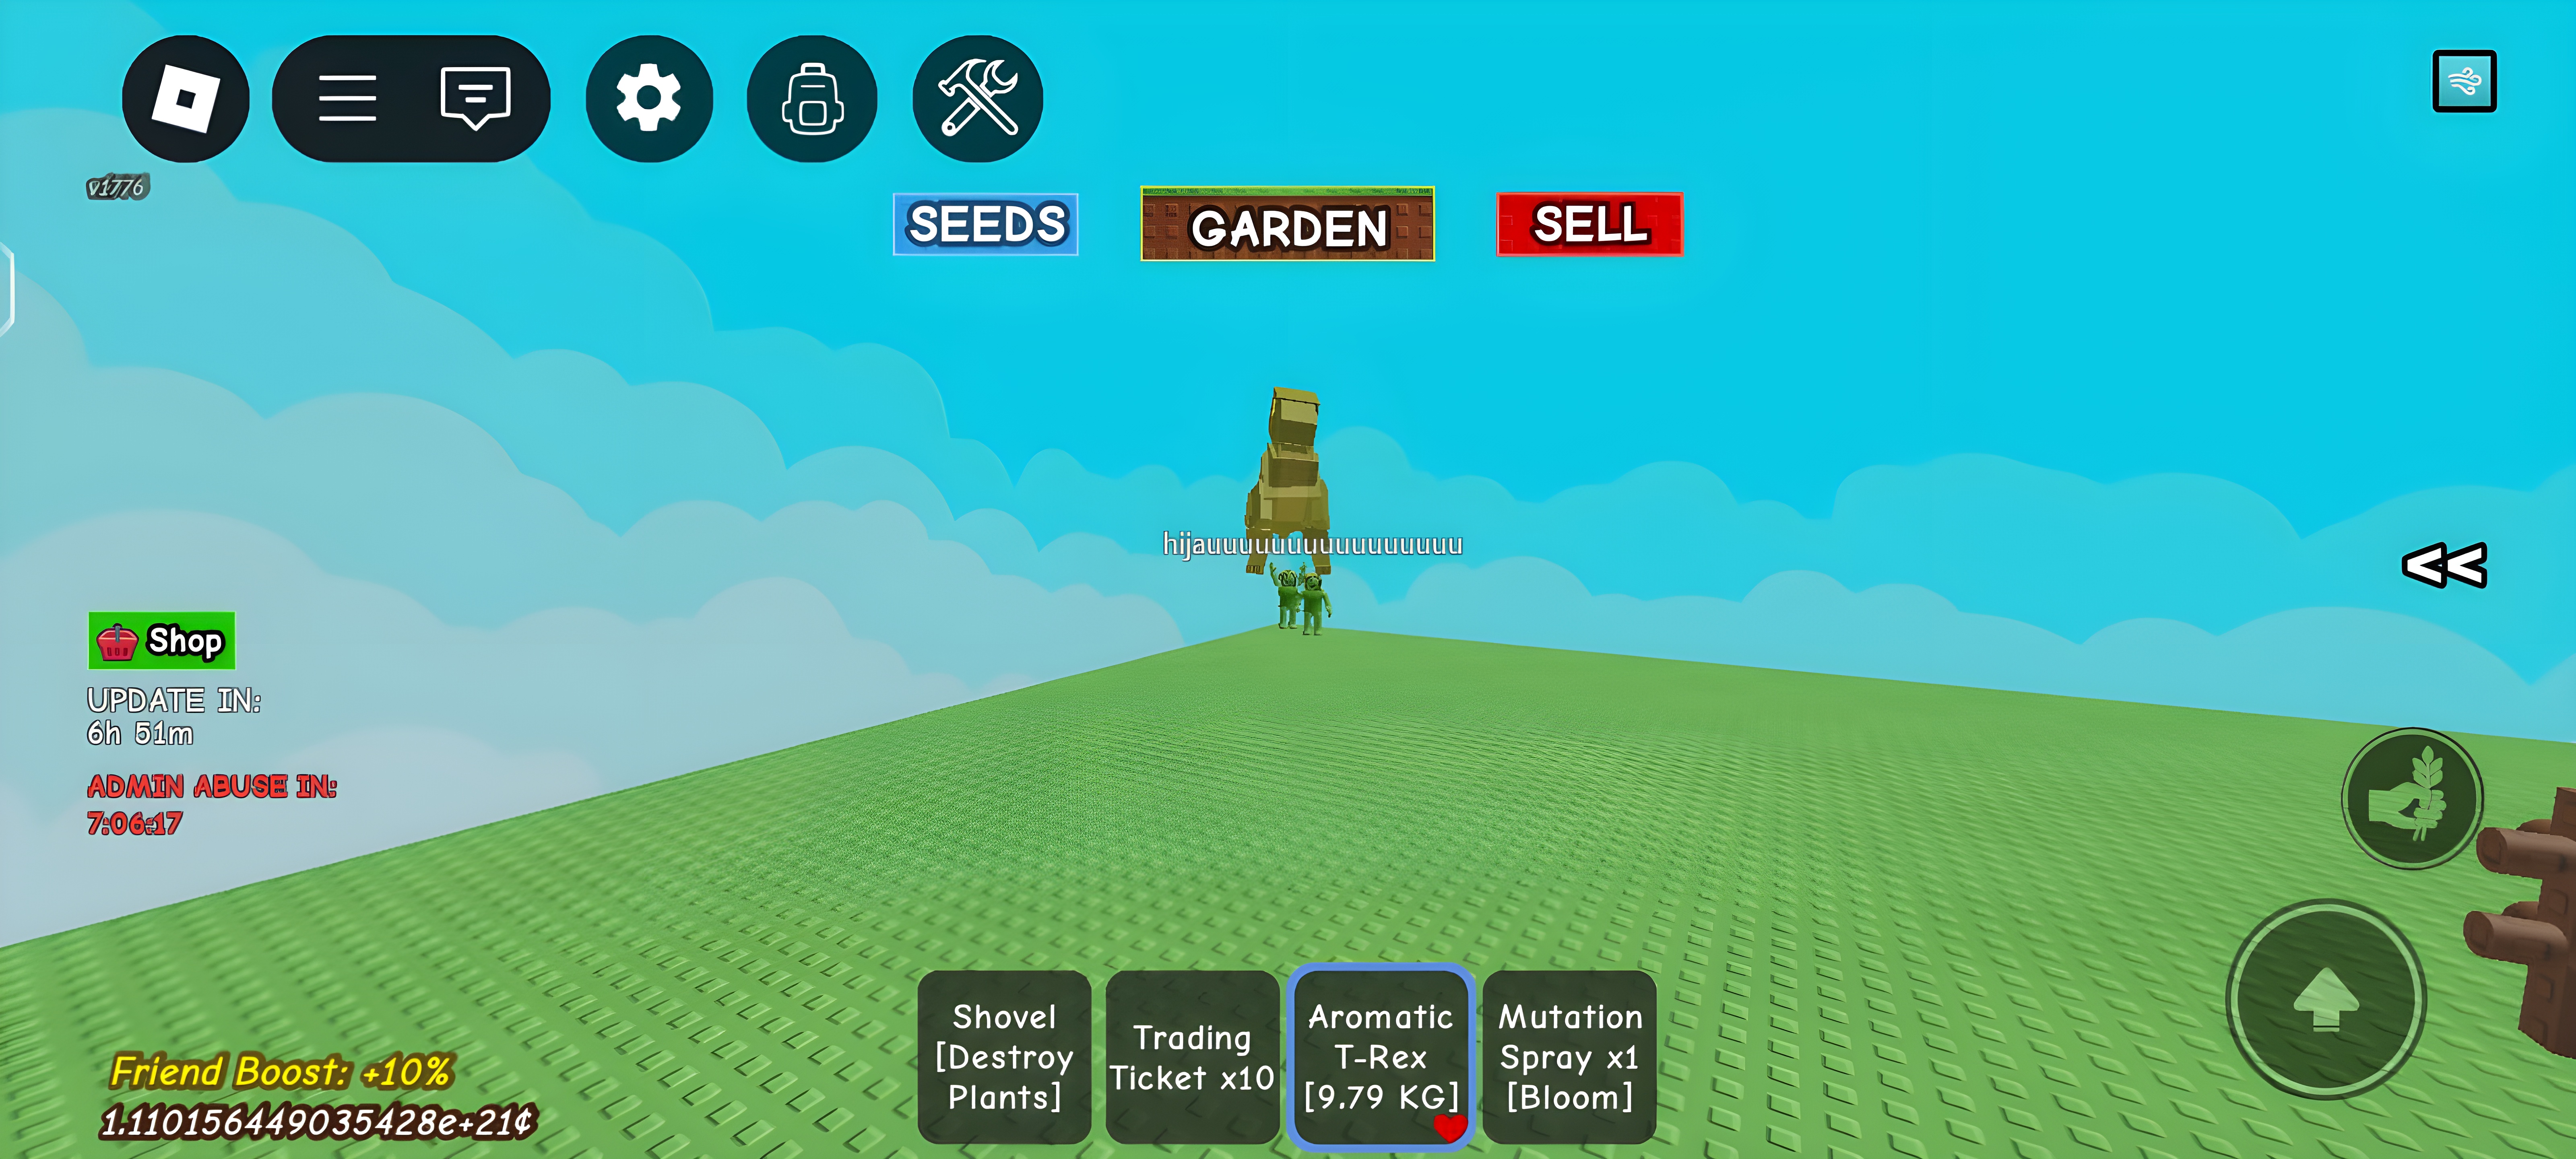 v1776
SEEDS
GARDEN
SELL
hijauuuuuuuuuuuuuuuuu
Shop
UPDATE IN:
6h 51m
ADMIN ABUSE IN:
7:06:17
Shovel
[Destroy
Plants]
Trading
Ticket x10
Aromatic
T-Rex
[9.79 KG]
Mutation
Spray x1
[Bloom]
Friend Boost: +10%
1.110156449035428e+21¢